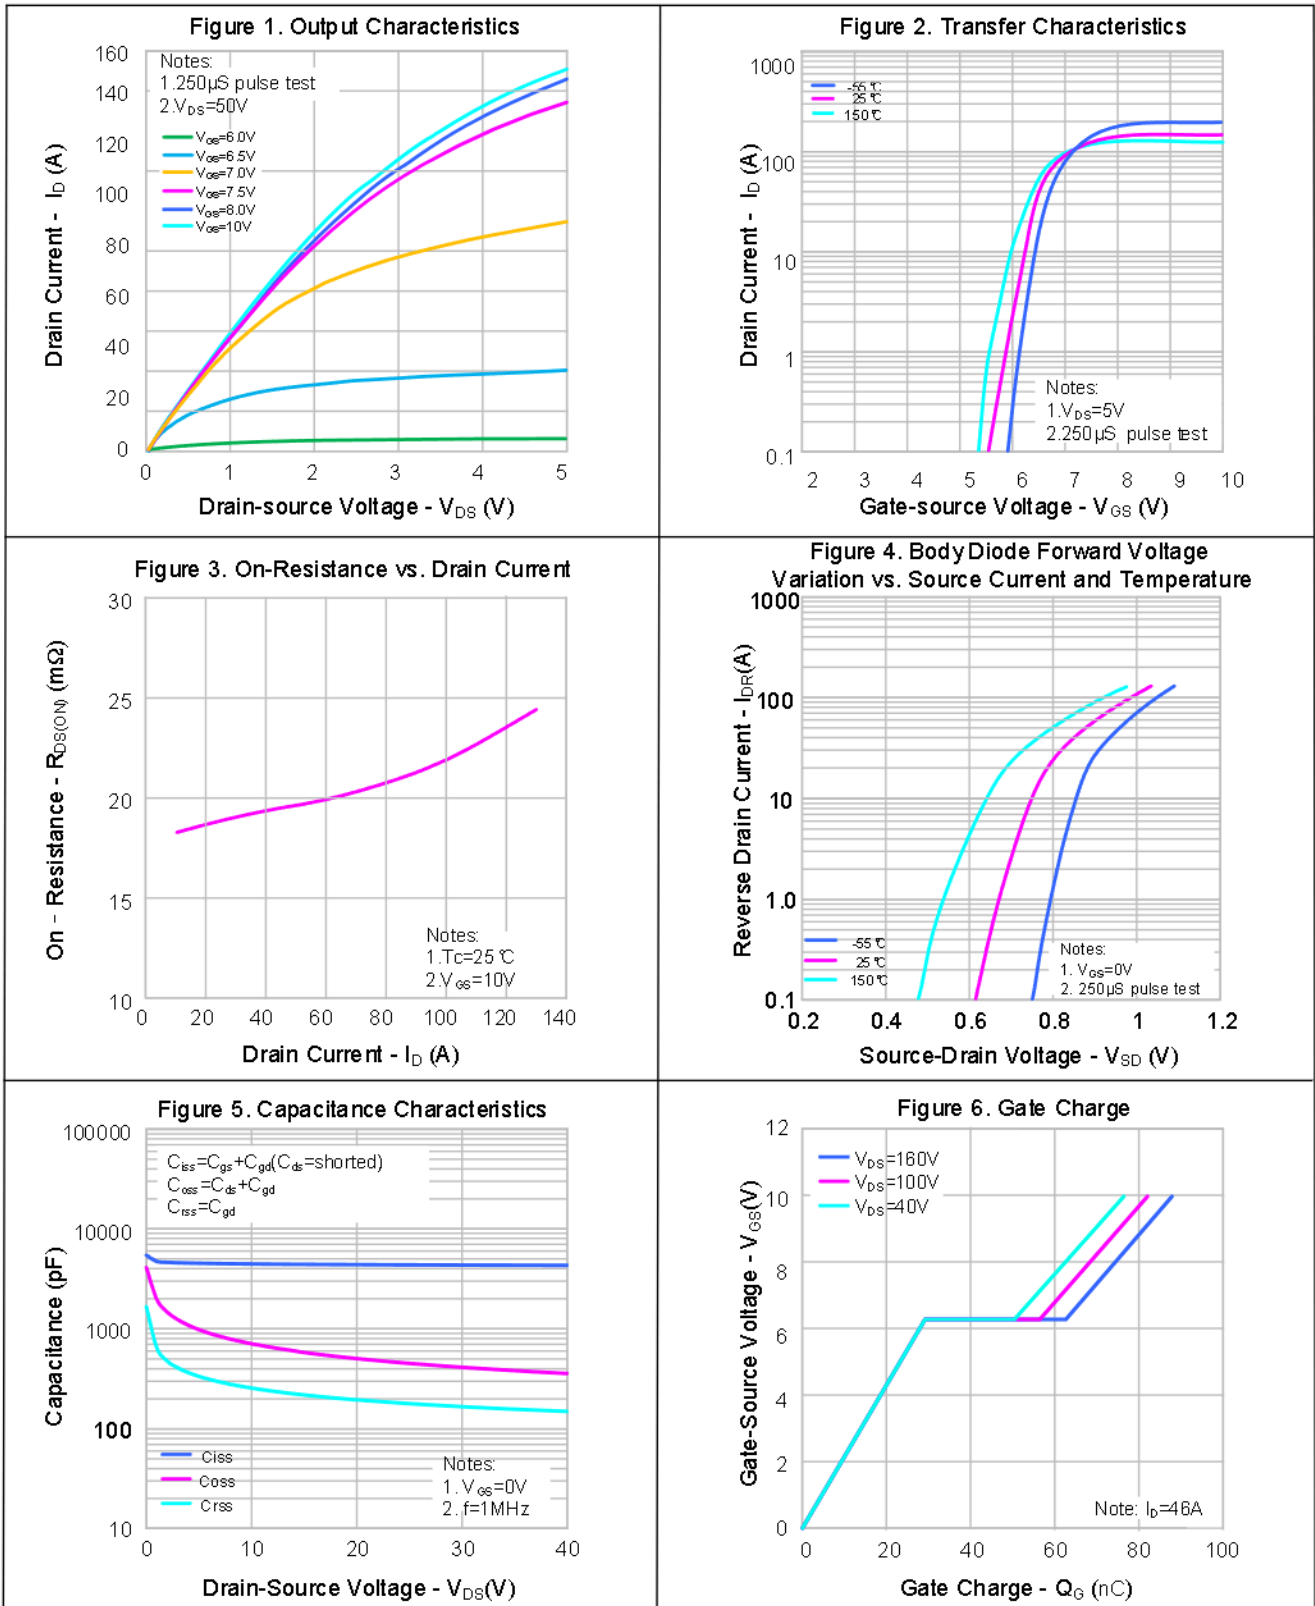 Figure 1. Output Characteristics
Drain Current - ID (A)
160
140
120
100
80
60
40
20
0
Notes:
1.250µS pulse test
2.VDS=50V
VGS=6.0V
VGS=6.5V
VGS=7.0V
VGS=7.5V
VGS=8.0V
VGS=10V
0 1 2 3 4 5
Drain-source Voltage - VDS (V)
Figure 2. Transfer Characteristics
Drain Current - ID (A)
1000
100
10
1
0.1
-55℃
25℃
150℃
Notes:
1.VDS=5V
2.250µS pulse test
2 3 4 5 6 7 8 9 10
Gate-source Voltage - VGS (V)
Figure 3. On-Resistance vs. Drain Current
On - Resistance - RDS(ON) (mΩ)
30
25
20
15
10
Notes:
1.Tc=25℃
2.VGS=10V
0 20 40 60 80 100 120 140
Drain Current - ID (A)
Figure 4. Body Diode Forward Voltage
Variation vs. Source Current and Temperature
Reverse Drain Current - IDR(A)
1000
100
10
1.0
0.1
-55℃
25℃
150℃
Notes:
1. VGS=0V
2. 250µS pulse test
0.2 0.4 0.6 0.8 1 1.2
Source-Drain Voltage - VSD (V)
Figure 5. Capacitance Characteristics
Capacitance (pF)
100000
10000
1000
100
10
Ciss=Cgs+Cgd(Cds=shorted)
Coss=Cds+Cgd
Crss=Cgd
Ciss
Coss
Crss
Notes:
1. VGS=0V
2. f=1MHz
0 10 20 30 40
Drain-Source Voltage - VDS(V)
Figure 6. Gate Charge
Gate-Source Voltage - VGS(V)
12
10
8
6
4
2
0
VDS=160V
VDS=100V
VDS=40V
Note: ID=46A
0 20 40 60 80 100
Gate Charge - QG (nC)